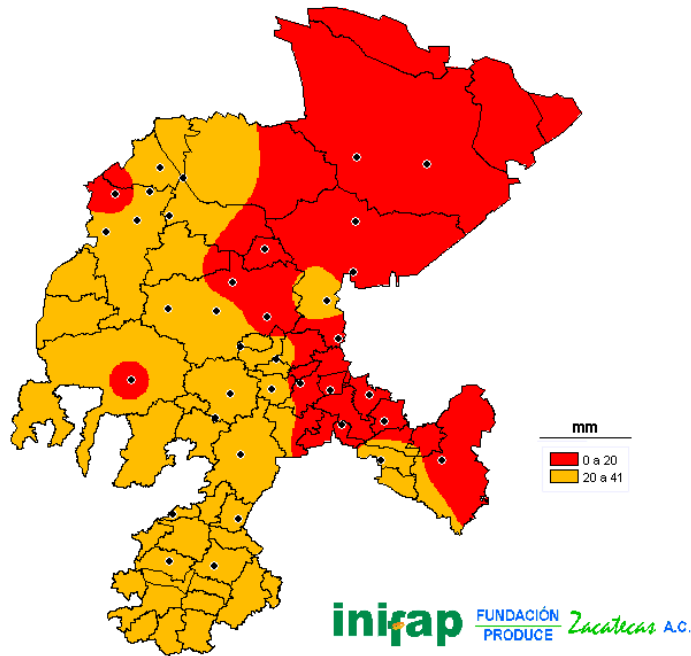 mm
0 a 20
20 a 41
inifap
FUNDACIÓN
PRODUCE
Zacatecas A.C.